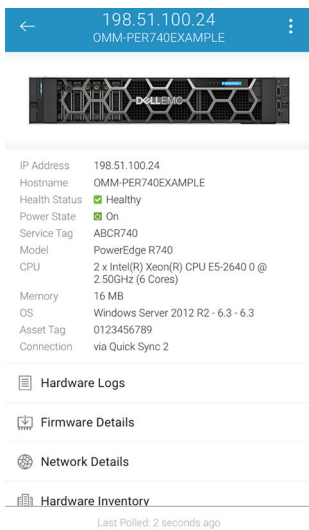 198.51.100.24
OMM-PER740EXAMPLE
DELLEMC
IP Address 198.51.100.24
Hostname OMM-PER740EXAMPLE
Health Status Healthy
Power State On
Service Tag ABCR740
Model PowerEdge R740
CPU 2 x Intel(R) Xeon(R) CPU E5-2640 0 @
2.50GHz (6 Cores)
Memory 16 MB
OS Windows Server 2012 R2 - 6.3 - 6.3
Asset Tag 0123456789
Connection via Quick Sync 2
Hardware Logs
Firmware Details
Network Details
Hardware Inventory
Last Polled: 2 seconds ago